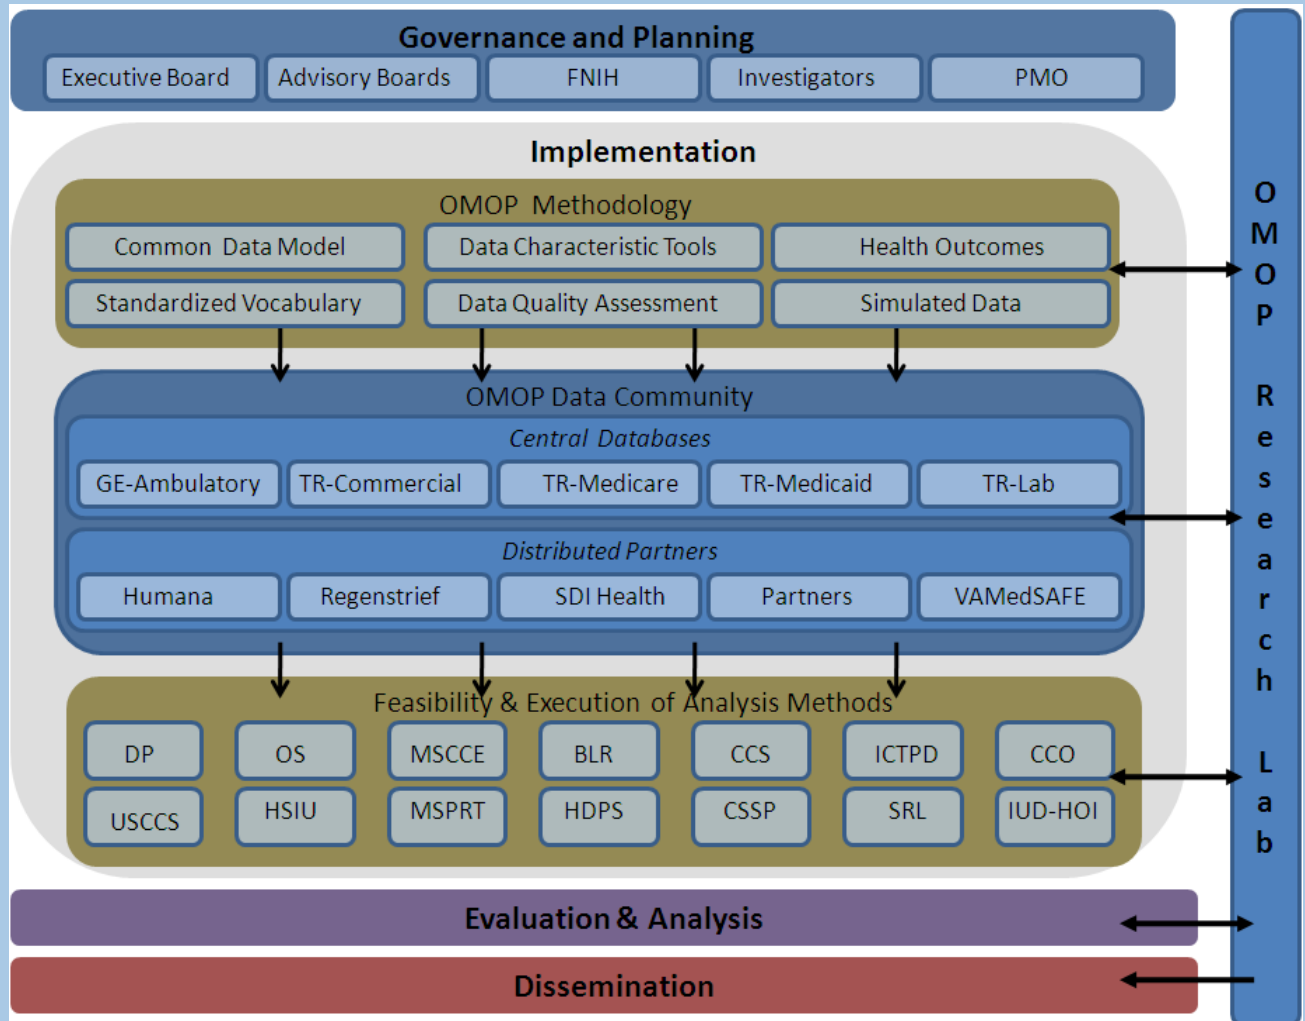 Governance and Planning
Executive Board
Advisory Boards
FNIH
Investigators
PMO
Implementation
OMOP Methodology
Common Data Model
Data Characteristic Tools
Health Outcomes
Standardized Vocabulary
Data Quality Assessment
Simulated Data
OMOP Data Community
Central Databases
GE-Ambulatory
TR-Commercial
TR-Medicare
TR-Medicaid
TR-Lab
Distributed Partners
Humana
Regenstrief
SDI Health
Partners
VAMedSAFE
Feasibility & Execution of Analysis Methods
DP
OS
MSCCE
BLR
CCS
ICTPD
CCO
USCCS
HSIU
MSPRT
HDPS
CSSP
SRL
IUD-HOI
Evaluation & Analysis
Dissemination
OMOP Research Lab